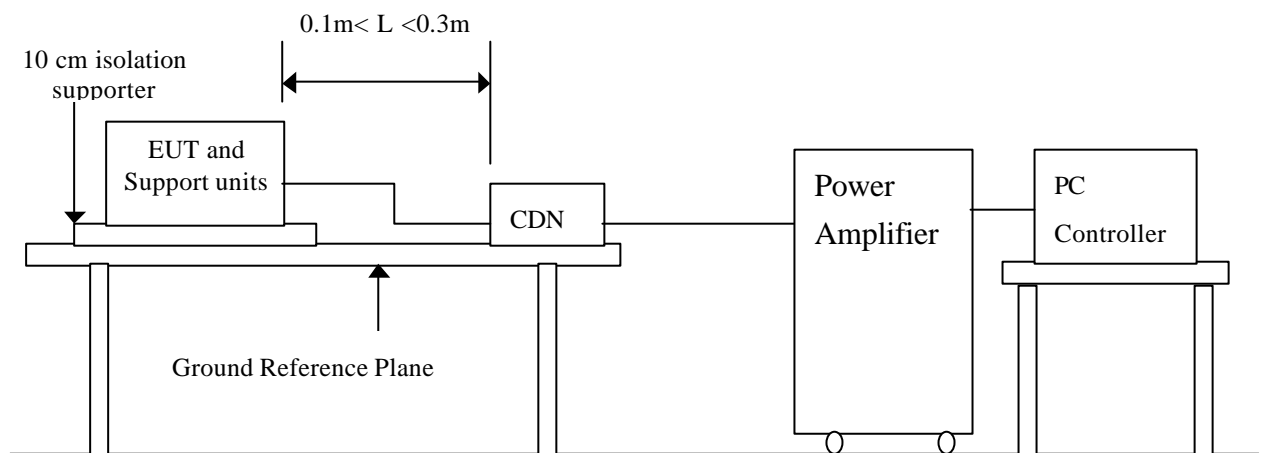 0.1m< L <0.3m
10 cm isolation
supporter
EUT and
Support units
CDN
Power
Amplifier
PC
Controller
Ground Reference Plane